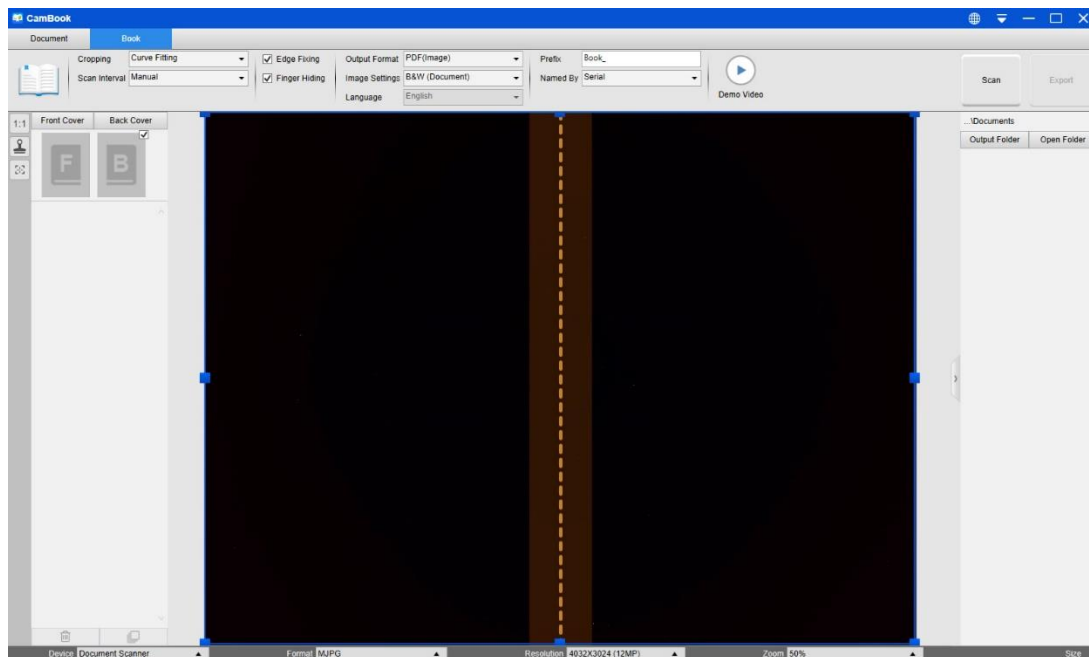 CamBook
Document Book
Cropping Curve Fitting Edge Fixing Output Format PDF(Image) Prefix Book_
Scan Interval Manual Finger Hiding Image Settings B&W (Document) Named By Serial
Language English Demo Video
Scan Export
1:1 Front Cover Back Cover ...\Documents
Output Folder Open Folder
F B
Device Document Scanner Format MJPG Resolution 4032X3024 (12MP) Zoom 50% Size